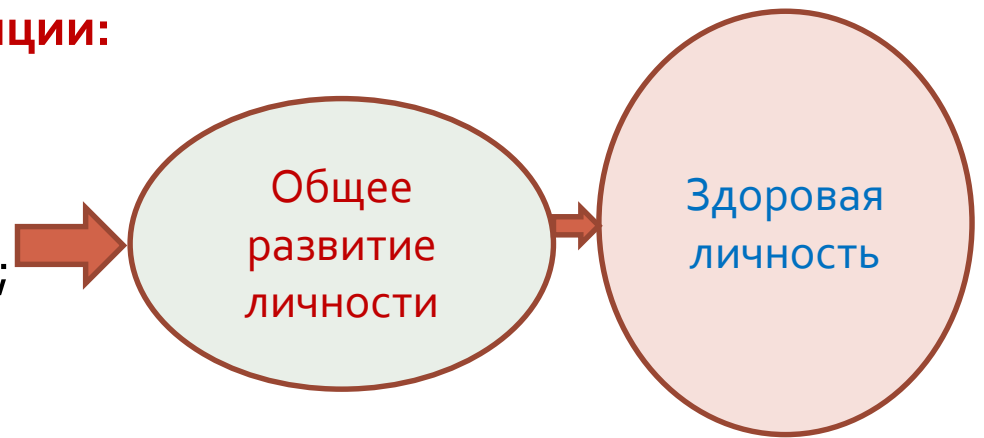 ции:
Общее
развитие
личности
Здоровая
личность
;